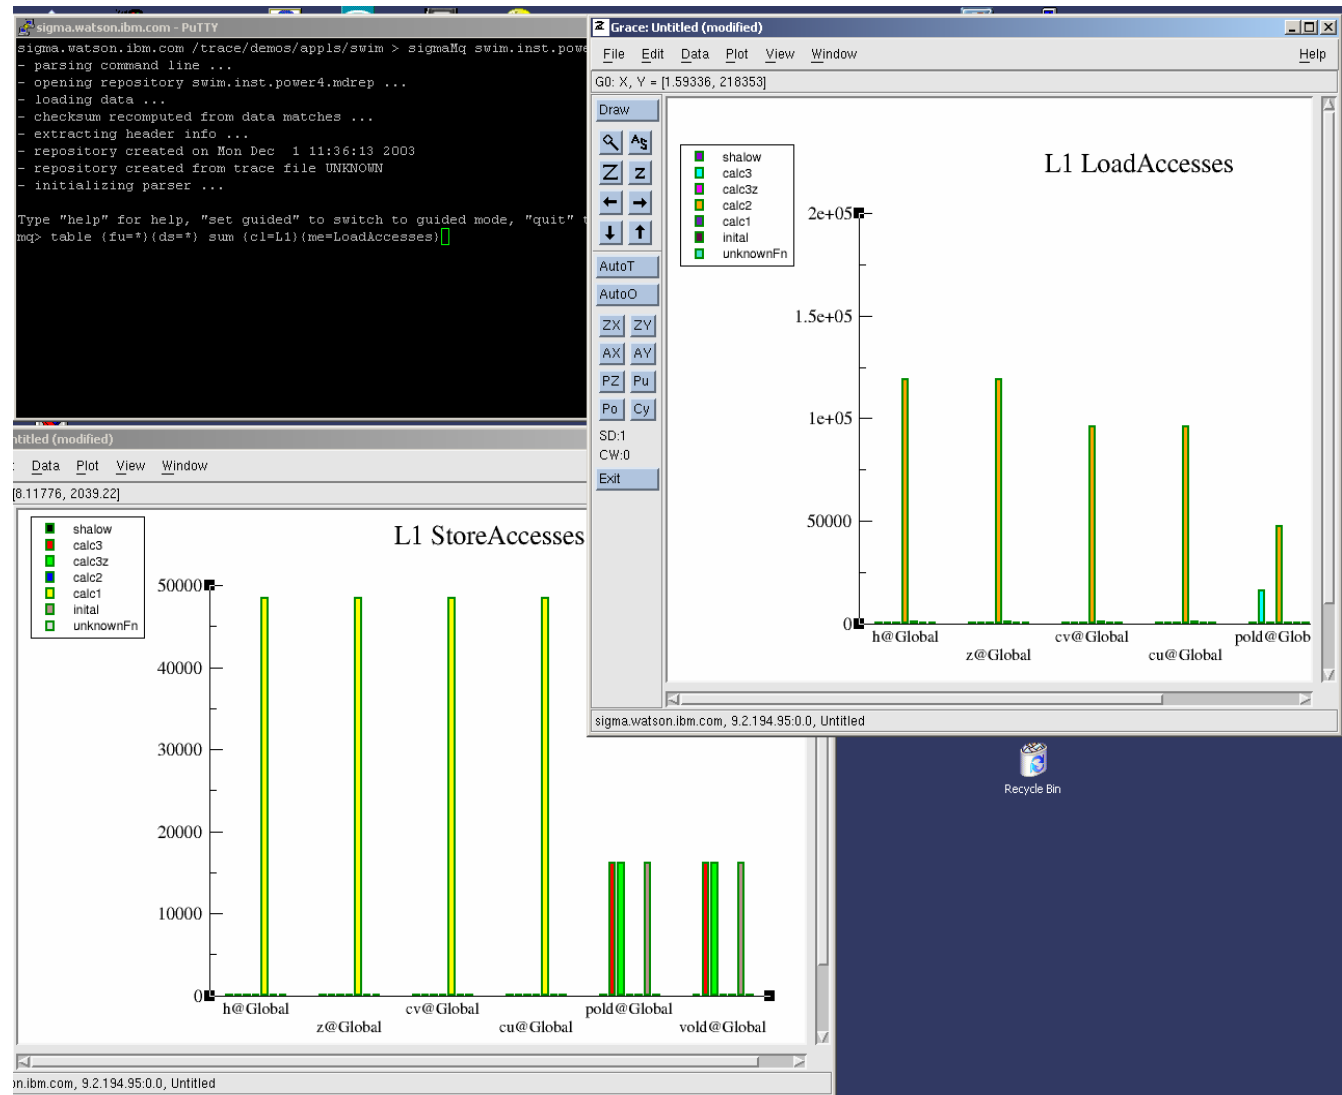 sigma.watson.ibm.com - PuTTY
sigma.watson.ibm.com /trace/demos/appls/swim > sigmaMq swim.inst.powe
- parsing command line ...
- opening repository swim.inst.power4.mdrep ...
- loading data ...
- checksum recomputed from data matches ...
- extracting header info ...
- repository created on Mon Dec  1 11:36:13 2003
- repository created from trace file UNKNOWN
- initializing parser ...
Type "help" for help, "set guided" to switch to guided mode, "quit" t
mq> table {fu=*}{ds=*} sum {cl=L1}{me=LoadAccesses}
Grace: Untitled (modified)
File Edit Data Plot View Window Help
G0: X, Y = [1.59336, 218353]
Draw
AS
Z z
AutoT
AutoO
ZX ZY
AX AY
PZ Pu
Po Cy
SD:1
CW:0
Exit
L1 LoadAccesses
shalow
calc3
calc3z
calc2
calc1
inital
unknownFn
2e+05
1.5e+05
1e+05
50000
0
h@Global
z@Global
cv@Global
cu@Global
pold@Glob
sigma.watson.ibm.com, 9.2.194.95:0.0, Untitled
ntitled (modified)
: Data Plot View Window
[8.11776, 2039.22]
L1 StoreAccesses
shalow
calc3
calc3z
calc2
calc1
inital
unknownFn
50000
40000
30000
20000
10000
0
h@Global
z@Global
cv@Global
cu@Global
pold@Global
vold@Global
on.ibm.com, 9.2.194.95:0.0, Untitled
Recycle Bin